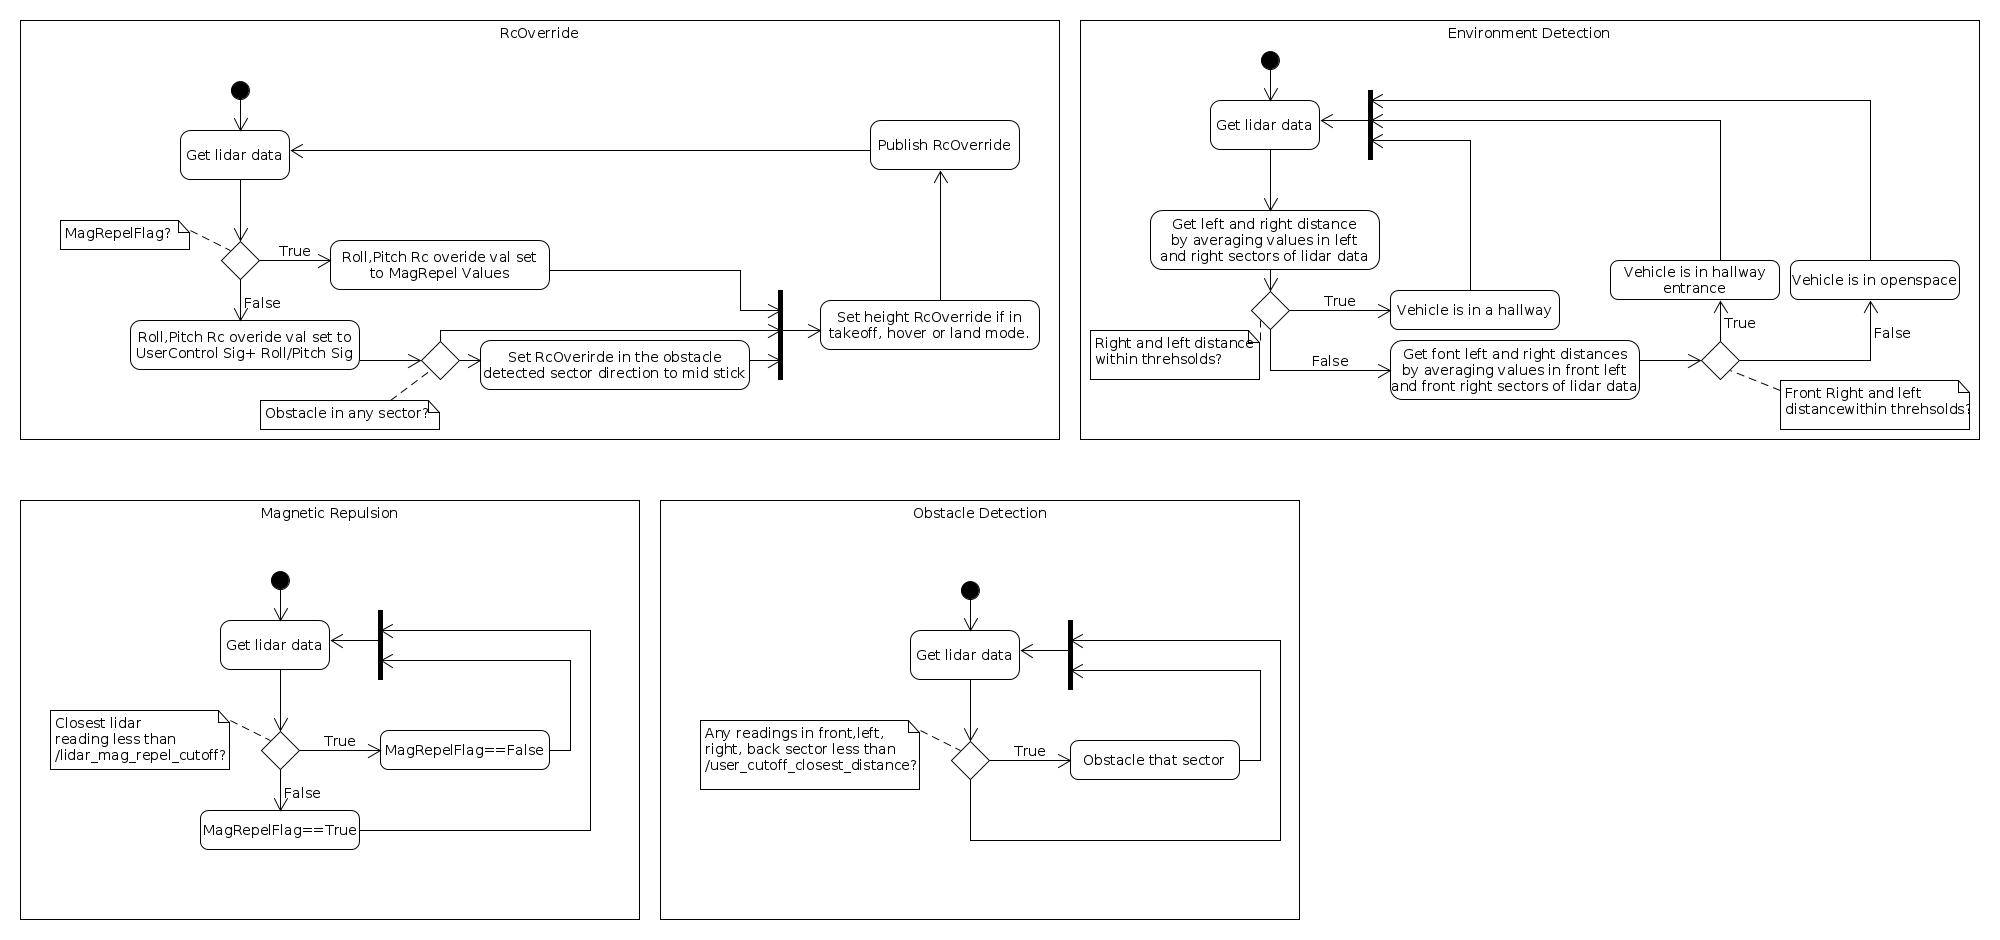 RcOverride
Get lidar data
Publish RcOverride
MagRepelFlag?
True
Roll,Pitch Rc overide val set
to MagRepel Values
False
Roll,Pitch Rc overide val set to
UserControl Sig+ Roll/Pitch Sig
Set RcOverirde in the obstacle
detected sector direction to mid stick
Obstacle in any sector?
Set height RcOverride if in
takeoff, hover or land mode.
Environment Detection
Get lidar data
Get left and right distance
by averaging values in left
and right sectors of lidar data
True
Vehicle is in a hallway
Right and left distance
within threhsolds?
False
Get font left and right distances
by averaging values in front left
and front right sectors of lidar data
Vehicle is in hallway
entrance
Vehicle is in openspace
True
False
Front Right and left
distancewithin threhsolds?
Magnetic Repulsion
Get lidar data
Closest lidar
reading less than
/lidar_mag_repel_cutoff?
True
MagRepelFlag==False
False
MagRepelFlag==True
Obstacle Detection
Get lidar data
Any readings in front,left,
right, back sector less than
/user_cutoff_closest_distance?
True
Obstacle that sector